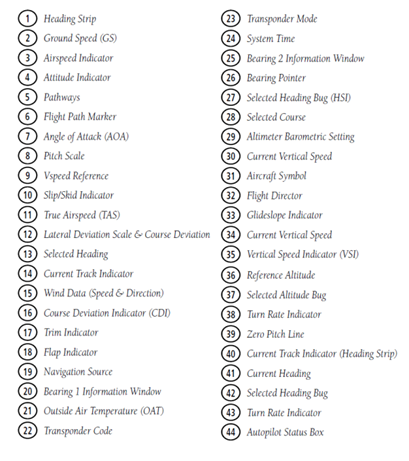 1 Heading Strip
2 Ground Speed (GS)
3 Airspeed Indicator
4 Attitude Indicator
5 Pathways
6 Flight Path Marker
7 Angle of Attack (AOA)
8 Pitch Scale
9 Vspeed Reference
10 Slip/Skid Indicator
11 True Airspeed (TAS)
12 Lateral Deviation Scale & Course Deviation
13 Selected Heading
14 Current Track Indicator
15 Wind Data (Speed & Direction)
16 Course Deviation Indicator (CDI)
17 Trim Indicator
18 Flap Indicator
19 Navigation Source
20 Bearing 1 Information Window
21 Outside Air Temperature (OAT)
22 Transponder Code
23 Transponder Mode
24 System Time
25 Bearing 2 Information Window
26 Bearing Pointer
27 Selected Heading Bug (HSI)
28 Selected Course
29 Altimeter Barometric Setting
30 Current Vertical Speed
31 Aircraft Symbol
32 Flight Director
33 Glideslope Indicator
34 Current Vertical Speed
35 Vertical Speed Indicator (VSI)
36 Reference Altitude
37 Selected Altitude Bug
38 Turn Rate Indicator
39 Zero Pitch Line
40 Current Track Indicator (Heading Strip)
41 Current Heading
42 Selected Heading Bug
43 Turn Rate Indicator
44 Autopilot Status Box